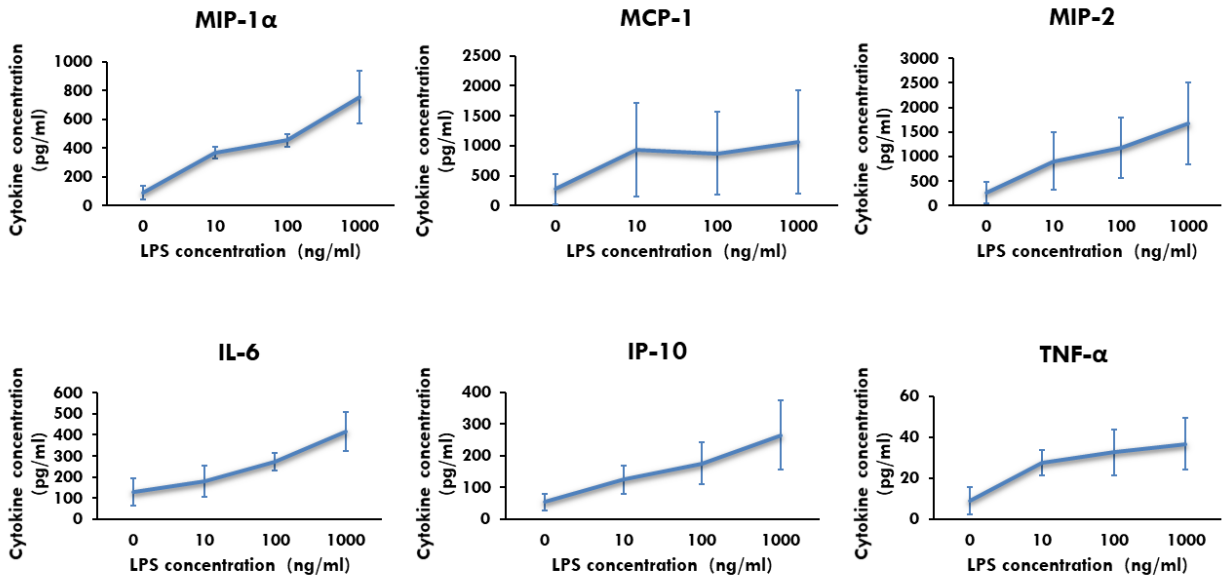 MIP-1α
Cytokine concentration
(pg/ml)
1000
800
600
400
200
0
0 10 100 1000
LPS concentration (ng/ml)
MCP-1
Cytokine concentration
(pg/ml)
2500
2000
1500
1000
500
0
0 10 100 1000
LPS concentration (ng/ml)
MIP-2
Cytokine concentration
(pg/ml)
3000
2500
2000
1500
1000
500
0
0 10 100 1000
LPS concentration (ng/ml)
IL-6
Cytokine concentration
(pg/ml)
600
500
400
300
200
100
0
0 10 100 1000
LPS concentration (ng/ml)
IP-10
Cytokine concentration
(pg/ml)
400
300
200
100
0
0 10 100 1000
LPS concentration (ng/ml)
TNF-α
Cytokine concentration
(pg/ml)
60
40
20
0
0 10 100 1000
LPS concentration (ng/ml)